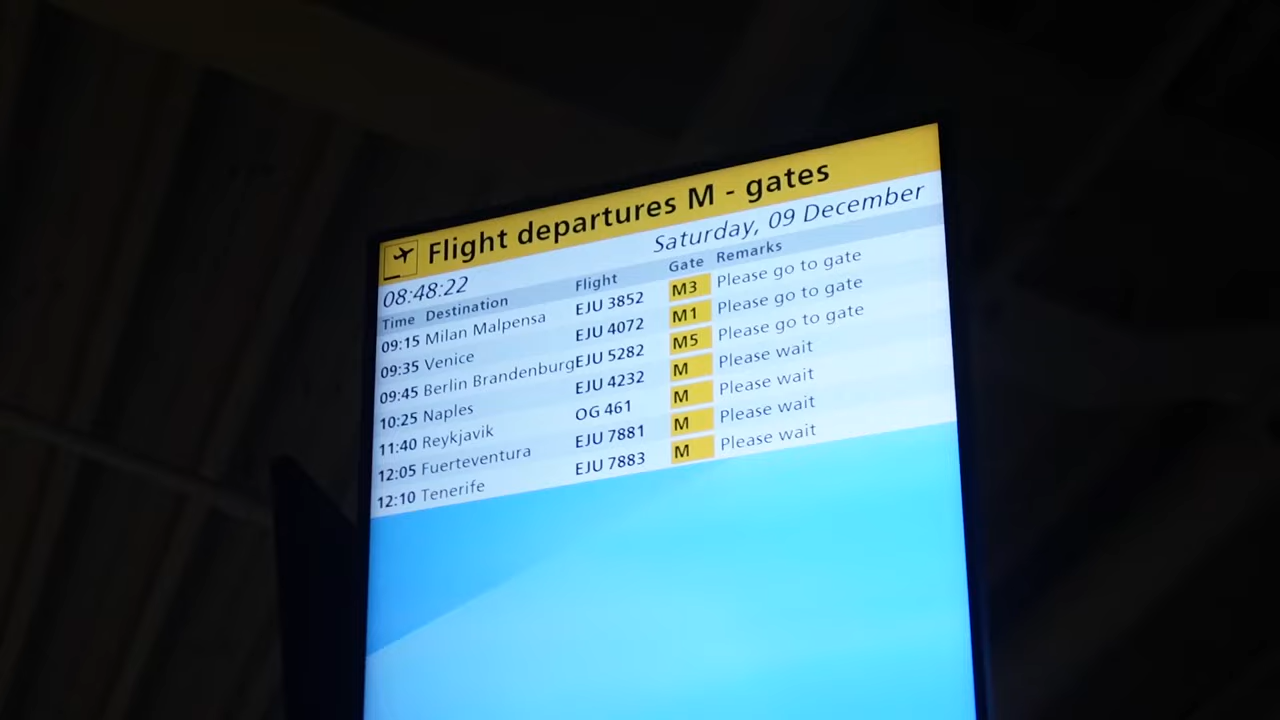 Flight departures M - gates
08:48:22 Saturday, 09 December
Time Destination Flight Gate Remarks
09:15 Milan Malpensa EJU 3852 M3 Please go to gate
09:35 Venice EJU 4072 M1 Please go to gate
09:45 Berlin Brandenburg EJU 5282 M5 Please go to gate
10:25 Naples EJU 4232 M Please wait
11:40 Reykjavik OG 461 M Please wait
12:05 Fuerteventura EJU 7881 M Please wait
12:10 Tenerife EJU 7883 M Please wait